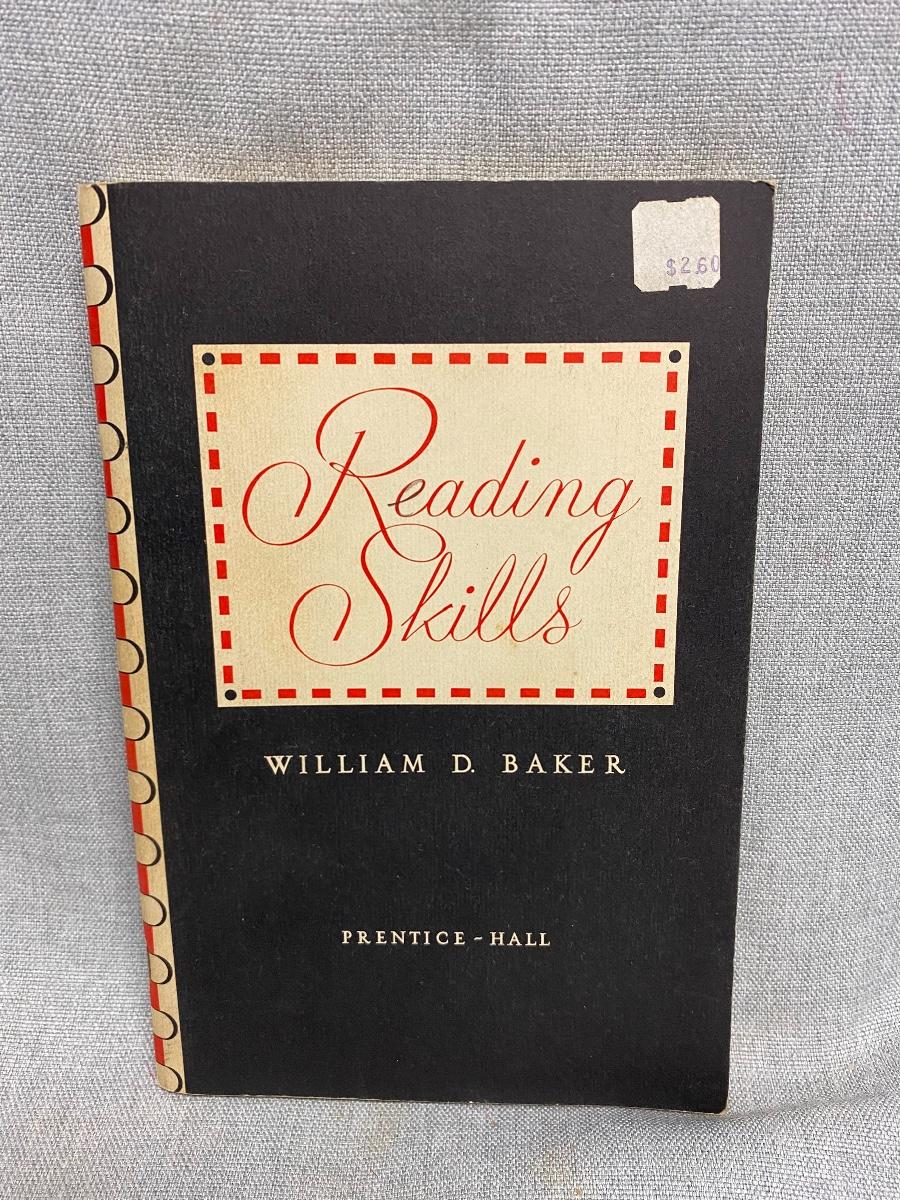 $2.60
Reading
Skills
WILLIAM D. BAKER
PRENTICE-HALL